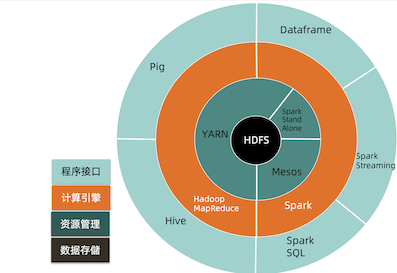 Dataframe
Pig
Spark
Stand
Alone
YARN
HDFS
Spark
Streaming
Mesos
程序接口
计算引擎
资源管理
数据存储
Hadoop
MapReduce
Spark
Hive
Spark
SQL